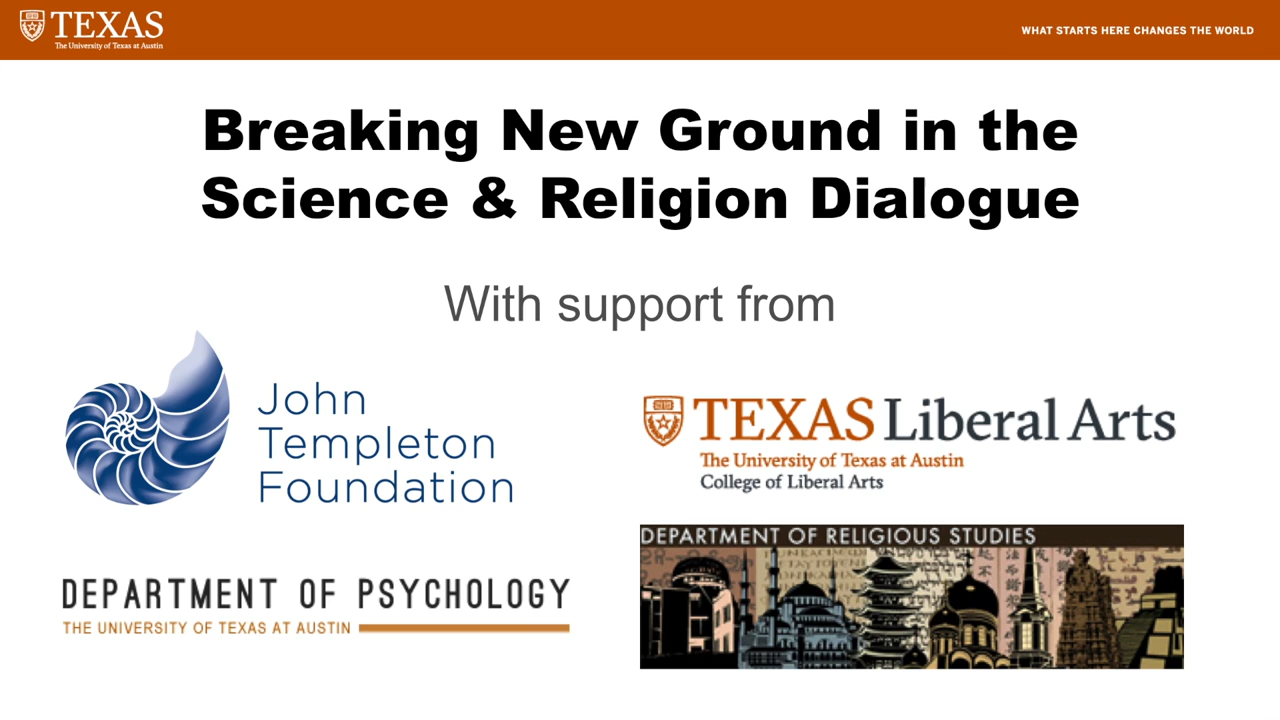 TEXAS
The University of Texas at Austin
WHAT STARTS HERE CHANGES THE WORLD
Breaking New Ground in the
Science & Religion Dialogue
With support from
John
Templeton
Foundation
TEXAS Liberal Arts
The University of Texas at Austin
College of Liberal Arts
DEPARTMENT OF PSYCHOLOGY
THE UNIVERSITY OF TEXAS AT AUSTIN
DEPARTMENT OF RELIGIOUS STUDIES